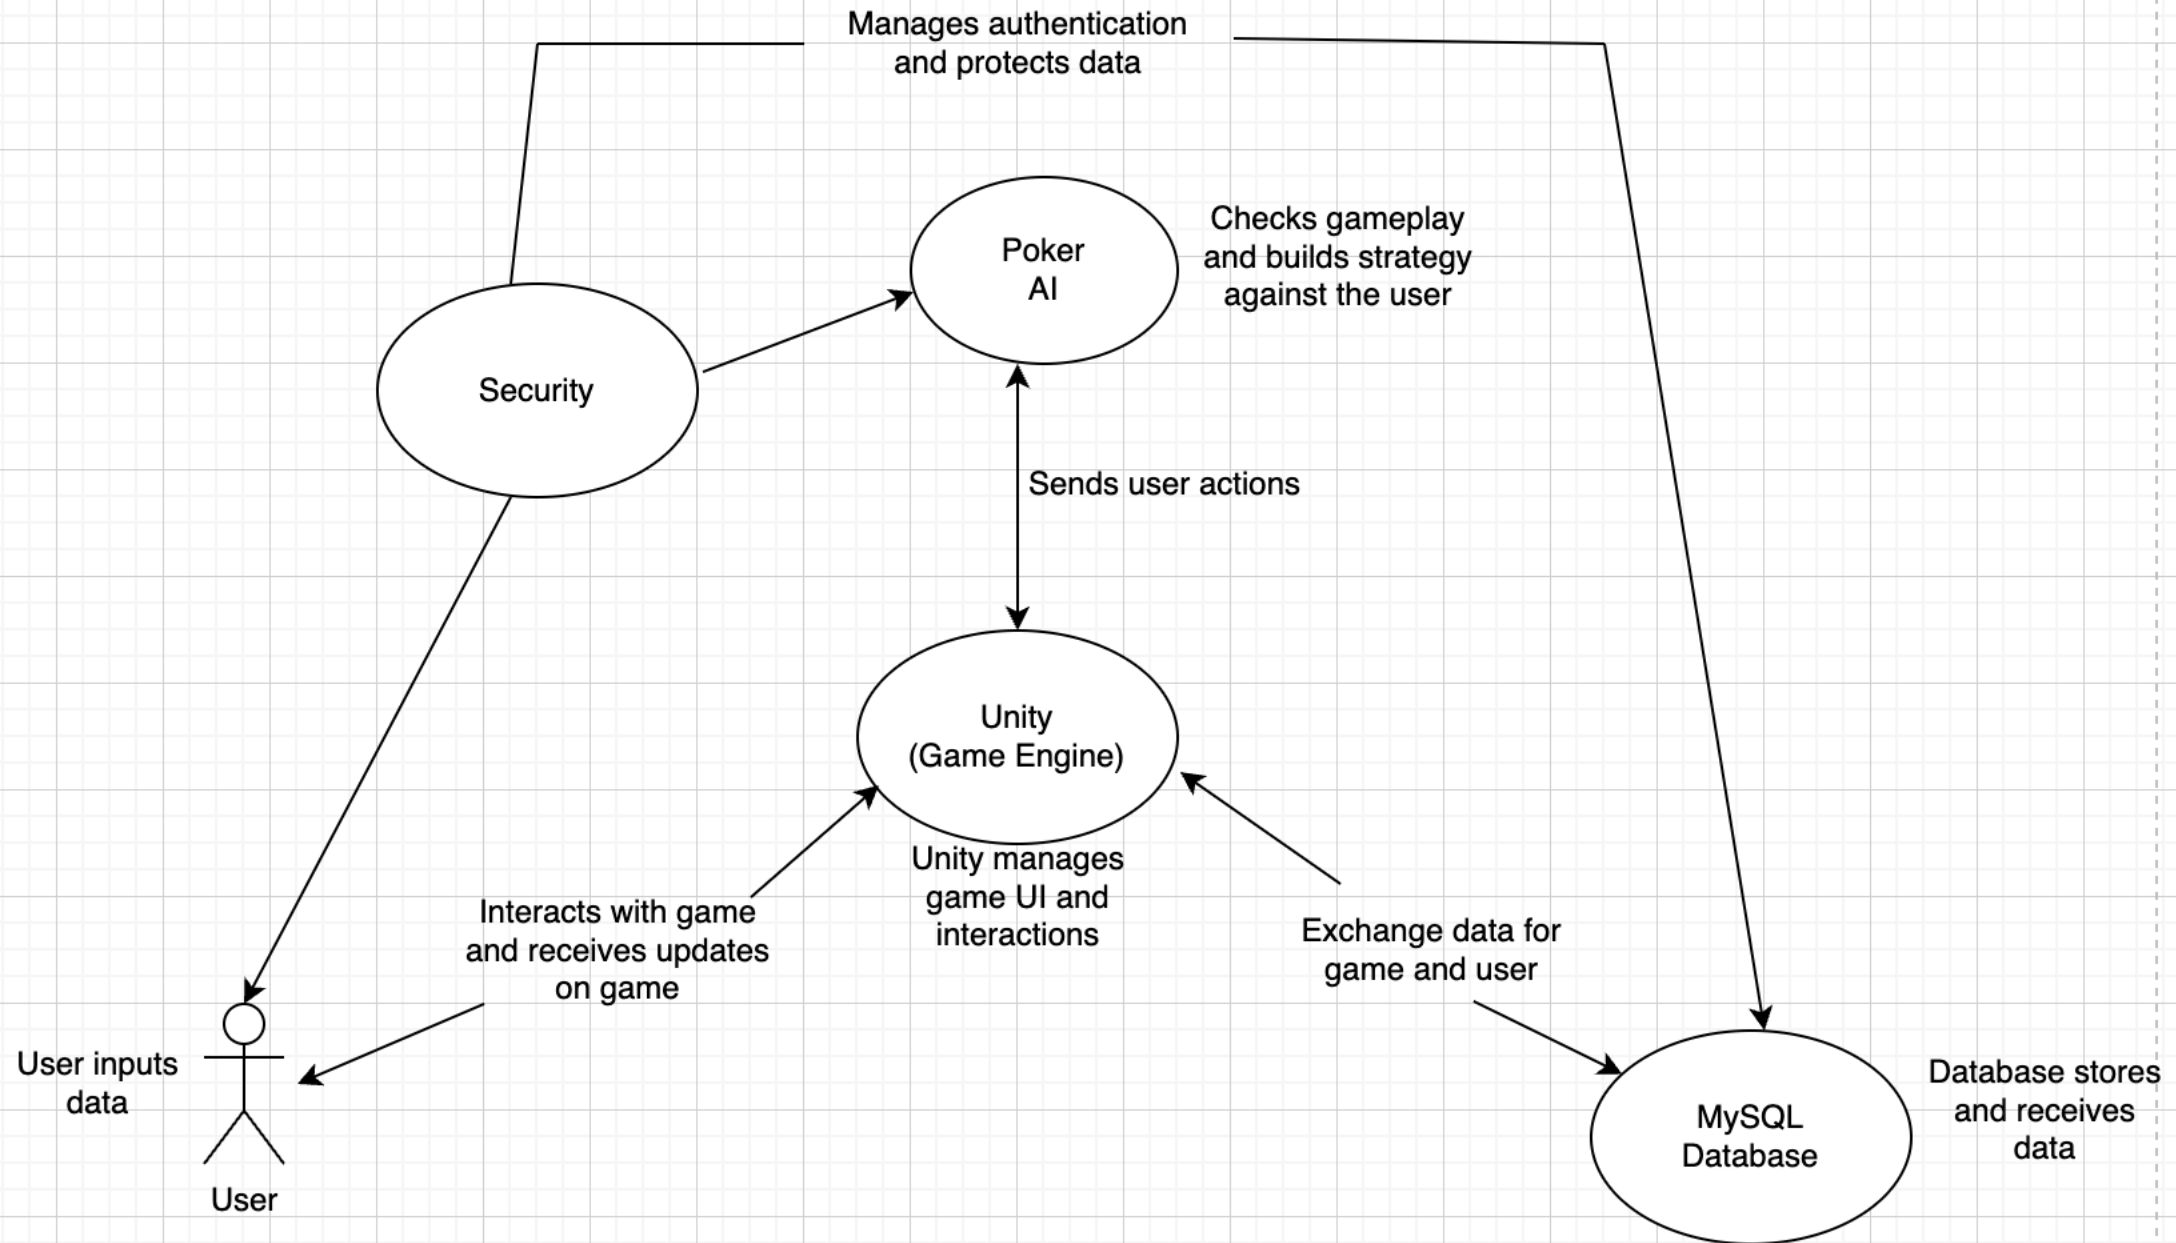 Manages authentication
and protects data
Poker
AI
Checks gameplay
and builds strategy
against the user
Security
Sends user actions
Unity
(Game Engine)
Unity manages
game UI and
interactions
Interacts with game
and receives updates
on game
Exchange data for
game and user
User inputs
data
User
MySQL
Database
Database stores
and receives
data